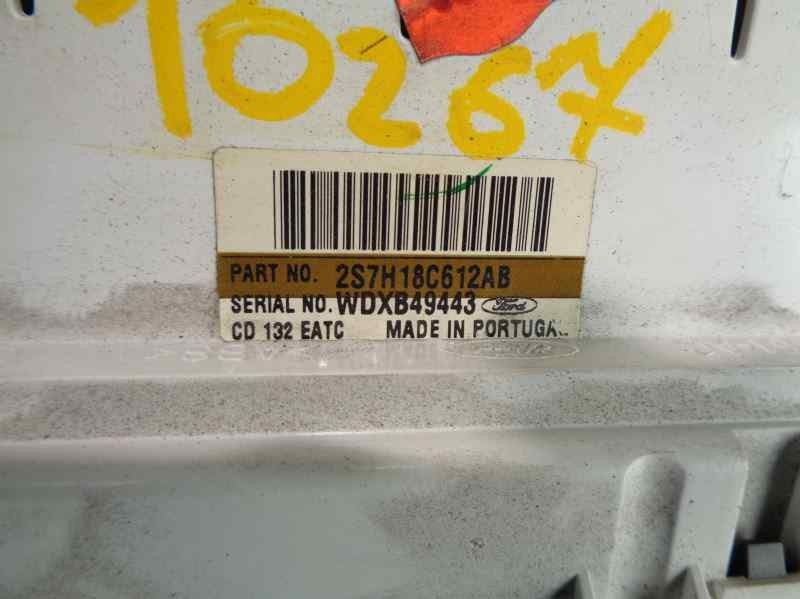 10267
PART NO. 2S7H18C612AB
SERIAL NO. WDXB49443 Ford
CD 132 EATC MADE IN PORTUGAL